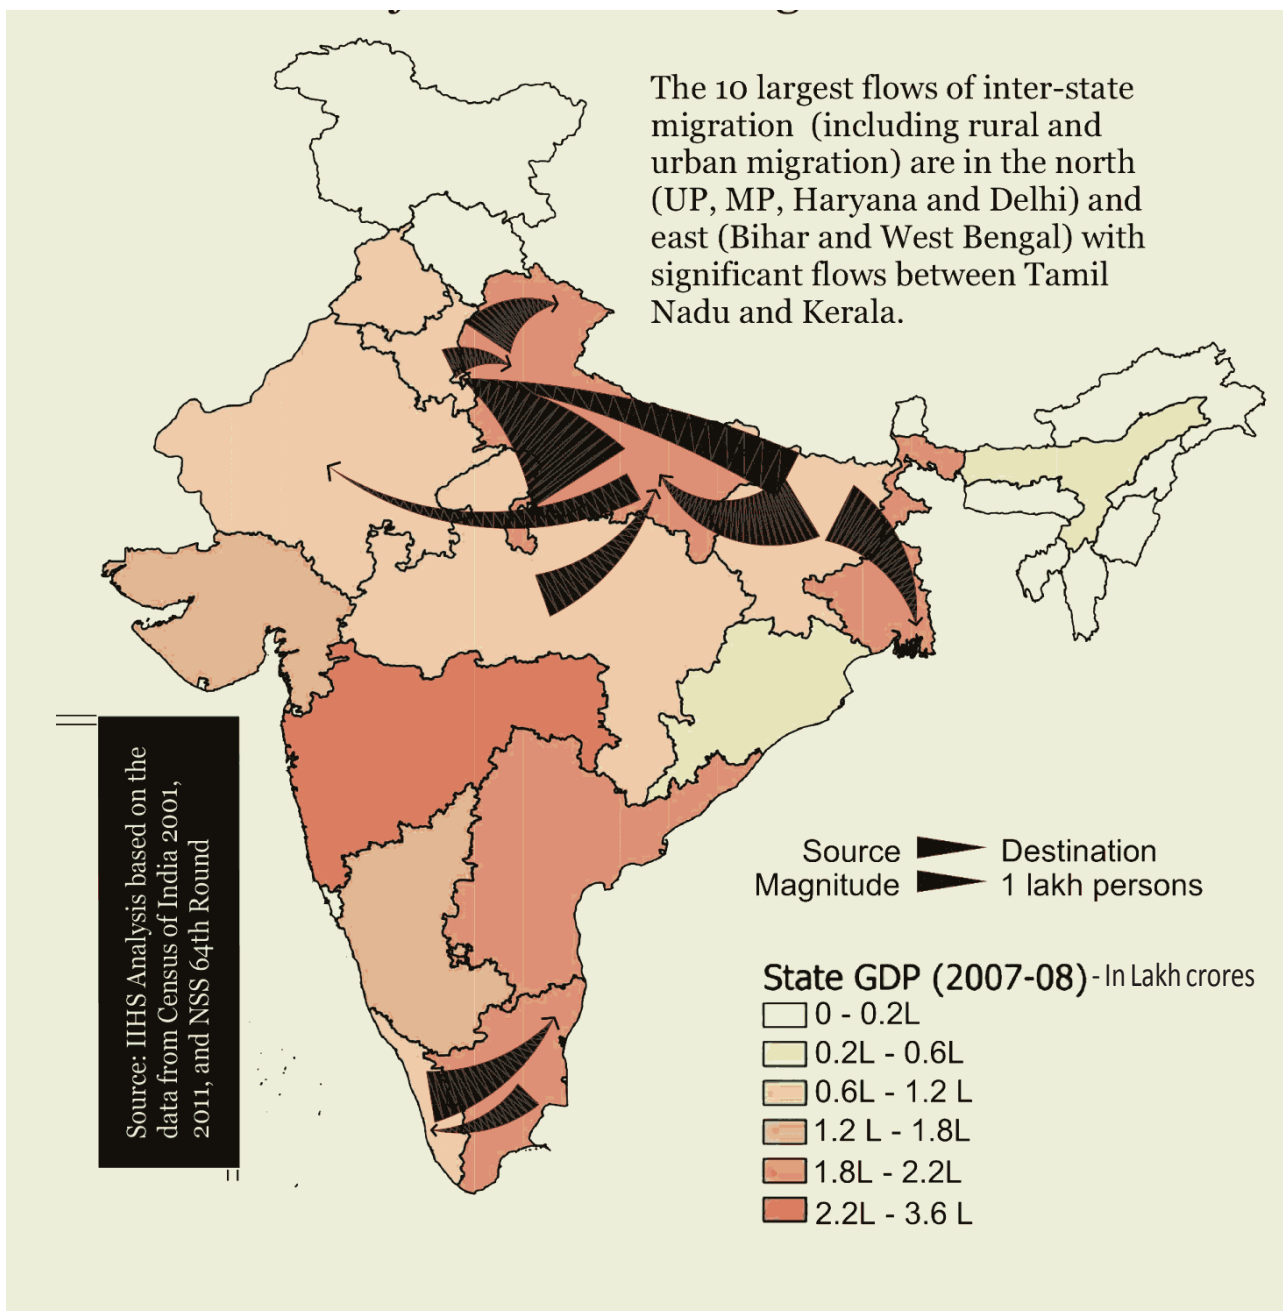 The 10 largest flows of inter-state
migration (including rural and
urban migration) are in the north
(UP, MP, Haryana and Delhi) and
east (Bihar and West Bengal) with
significant flows between Tamil
Nadu and Kerala.
Source: IIHS Analysis based on the
data from Census of India 2001,
2011, and NSS 64th Round
Source Destination
Magnitude 1 lakh persons
State GDP (2007-08) - In Lakh crores
0 - 0.2L
0.2L - 0.6L
0.6L - 1.2 L
1.2 L - 1.8L
1.8L - 2.2L
2.2L - 3.6 L